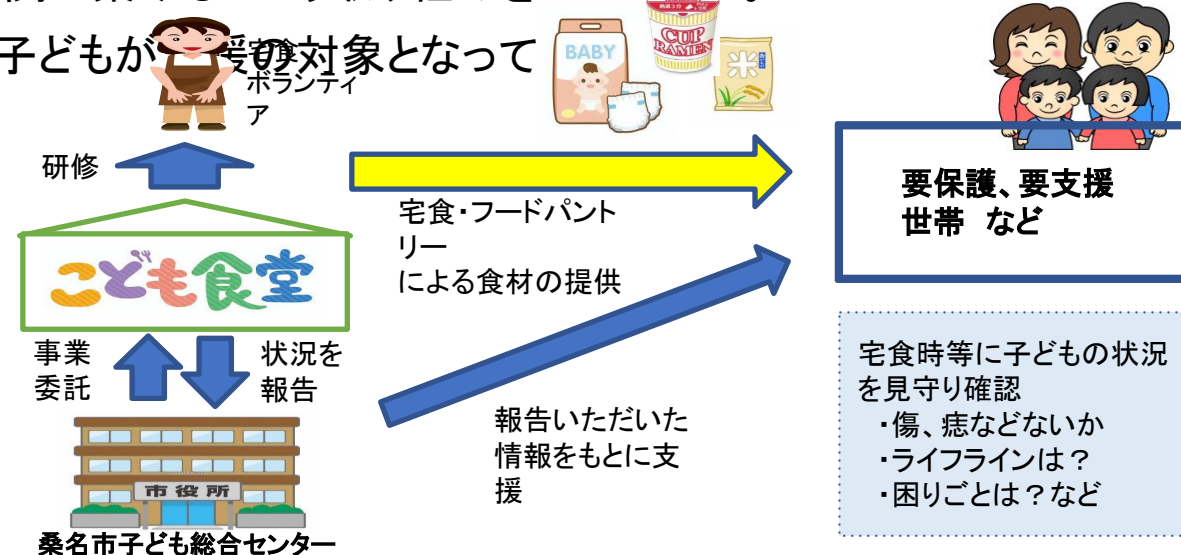 子どもが
援の対象となって
宅食
ボランティ
ア
BABY
CUP
RAMEN
米
研修
宅食・フードパント
リー
による食材の提供
要保護、要支援
世帯 など
こども食堂
事業
委託
状況を
報告
宅食時等に子どもの状況
を見守り確認
・傷、痣などないか
・ライフラインは?
・困りごとは?など
報告いただいた
情報をもとに支
援
市役所
桑名市子ども総合センター